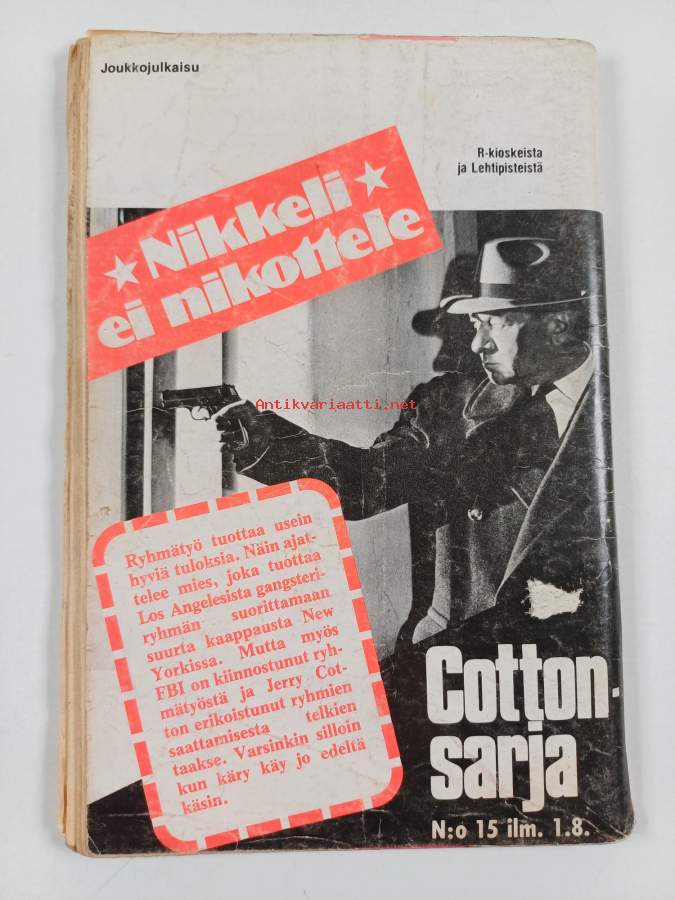 Joukkojulkaisu
R-kioskeista
ja Lehtipisteistä
★ Nikkeli ★
ei nikottele
Antikvariaatti.net
Ryhmätyö tuottaa usein
hyviä tuloksia. Näin ajat-
telee mies, joka tuottaa
Los Angelesista gangsteri-
ryhmän suorittamaan
suurta kaappausta New
Yorkissa. Mutta myös
FBI on kiinnostunut ryh-
mätyöstä ja Jerry Cot-
ton erikoistunut ryhmien
saattamisesta telkien
taakse. Varsinkin silloin
kun käry käy jo edeltä
käsin.
Cotton-
sarja
N:o 15 ilm. 1.8.